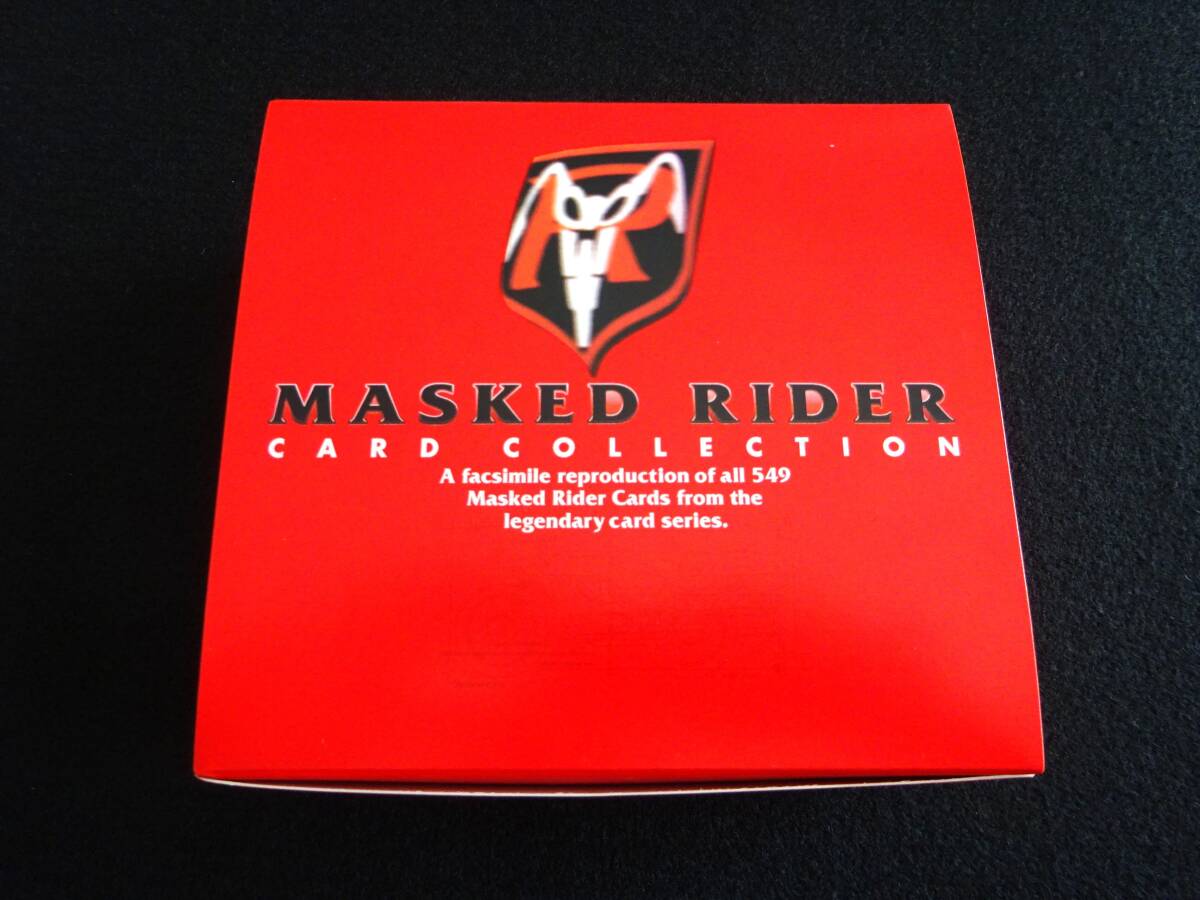 MASKED RIDER
CARD COLLECTION
A facsimile reproduction of all 549
Masked Rider Cards from the
legendary card series.